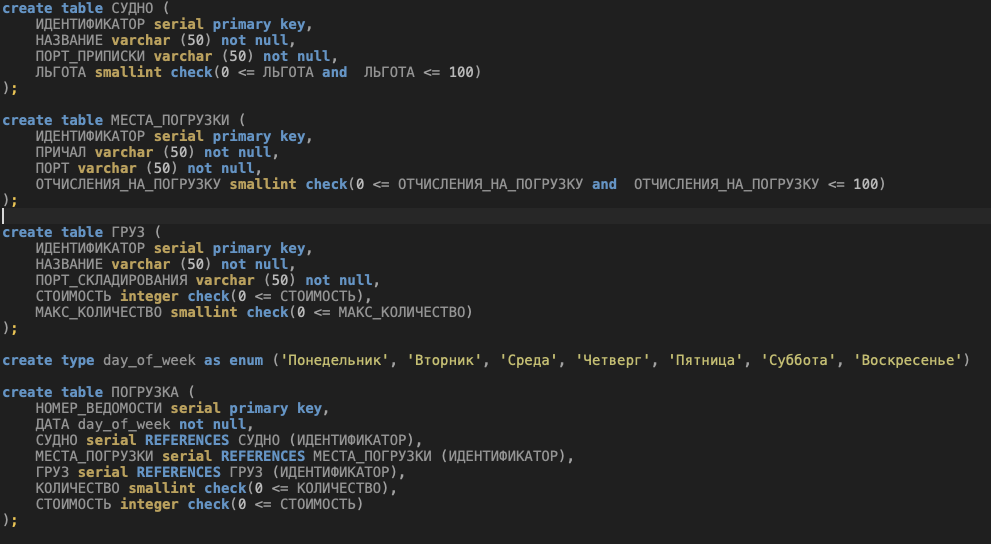 create table СУДНО (
    ИДЕНТИФИКАТОР serial primary key,
    НАЗВАНИЕ varchar (50) not null,
    ПОРТ_ПРИПИСКИ varchar (50) not null,
    ЛЬГОТА smallint check(0 <= ЛЬГОТА and  ЛЬГОТА <= 100)
);
create table МЕСТА_ПОГРУЗКИ (
    ИДЕНТИФИКАТОР serial primary key,
    ПРИЧАЛ varchar (50) not null,
    ПОРТ varchar (50) not null,
    ОТЧИСЛЕНИЯ_НА_ПОГРУЗКУ smallint check(0 <= ОТЧИСЛЕНИЯ_НА_ПОГРУЗКУ and  ОТЧИСЛЕНИЯ_НА_ПОГРУЗКУ <= 100)
);
create table ГРУЗ (
    ИДЕНТИФИКАТОР serial primary key,
    НАЗВАНИЕ varchar (50) not null,
    ПОРТ_СКЛАДИРОВАНИЯ varchar (50) not null,
    СТОИМОСТЬ integer check(0 <= СТОИМОСТЬ),
    МАКС_КОЛИЧЕСТВО smallint check(0 <= МАКС_КОЛИЧЕСТВО)
);
create type day_of_week as enum ('Понедельник', 'Вторник', 'Среда', 'Четверг', 'Пятница', 'Суббота', 'Воскресенье')
create table ПОГРУЗКА (
    НОМЕР_ВЕДОМОСТИ serial primary key,
    ДАТА day_of_week not null,
    СУДНО serial REFERENCES СУДНО (ИДЕНТИФИКАТОР),
    МЕСТА_ПОГРУЗКИ serial REFERENCES МЕСТА_ПОГРУЗКИ (ИДЕНТИФИКАТОР),
    ГРУЗ serial REFERENCES ГРУЗ (ИДЕНТИФИКАТОР),
    КОЛИЧЕСТВО smallint check(0 <= КОЛИЧЕСТВО),
    СТОИМОСТЬ integer check(0 <= СТОИМОСТЬ)
);